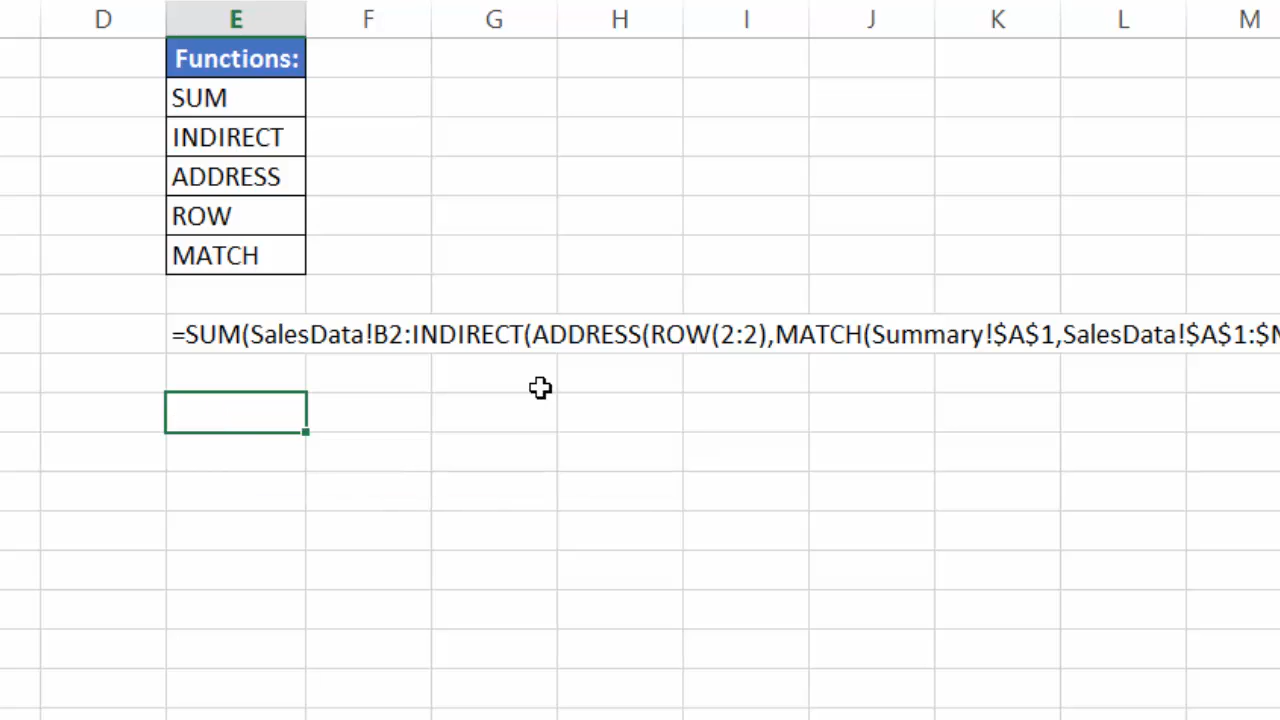 D E F G H I J K L M
Functions:
SUM
INDIRECT
ADDRESS
ROW
MATCH
=SUM(SalesData!B2:INDIRECT(ADDRESS(ROW(2:2),MATCH(Summary!$A$1,SalesData!$A$1:$